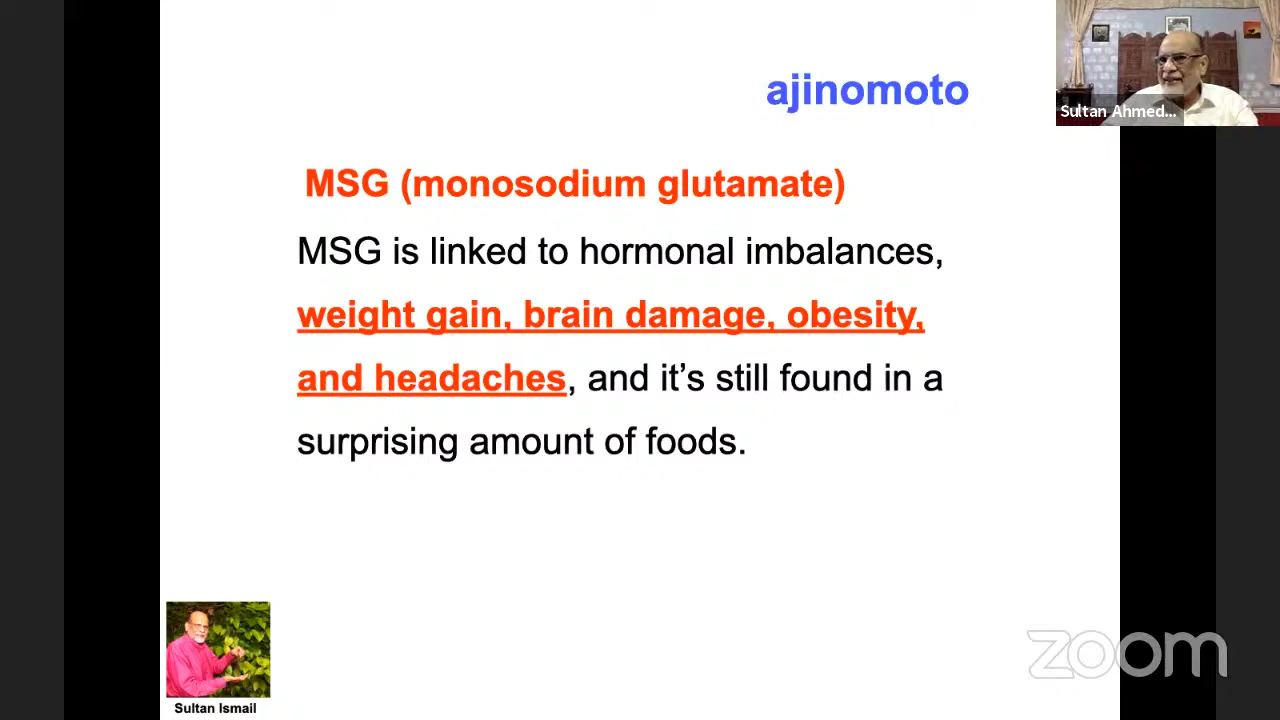 ajinomoto
Sultan Ahmed...
MSG (monosodium glutamate)
MSG is linked to hormonal imbalances,
weight gain, brain damage, obesity,
and headaches, and it’s still found in a
surprising amount of foods.
zoom
Sultan Ismail